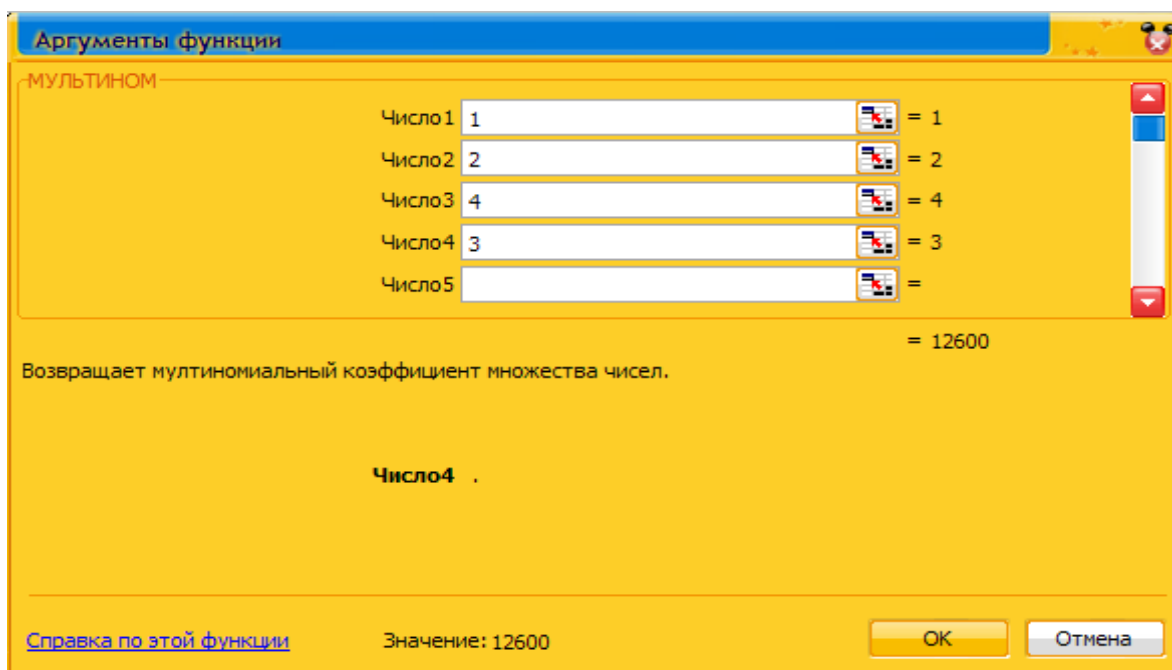 Аргументы функции
МУЛЬТИНОМ
Число1 1 = 1
Число2 2 = 2
Число3 4 = 4
Число4 3 = 3
Число5 =
= 12600
Возвращает мултиномиальный коэффициент множества чисел.
Число4 .
Справка по этой функции Значение: 12600 OK Отмена